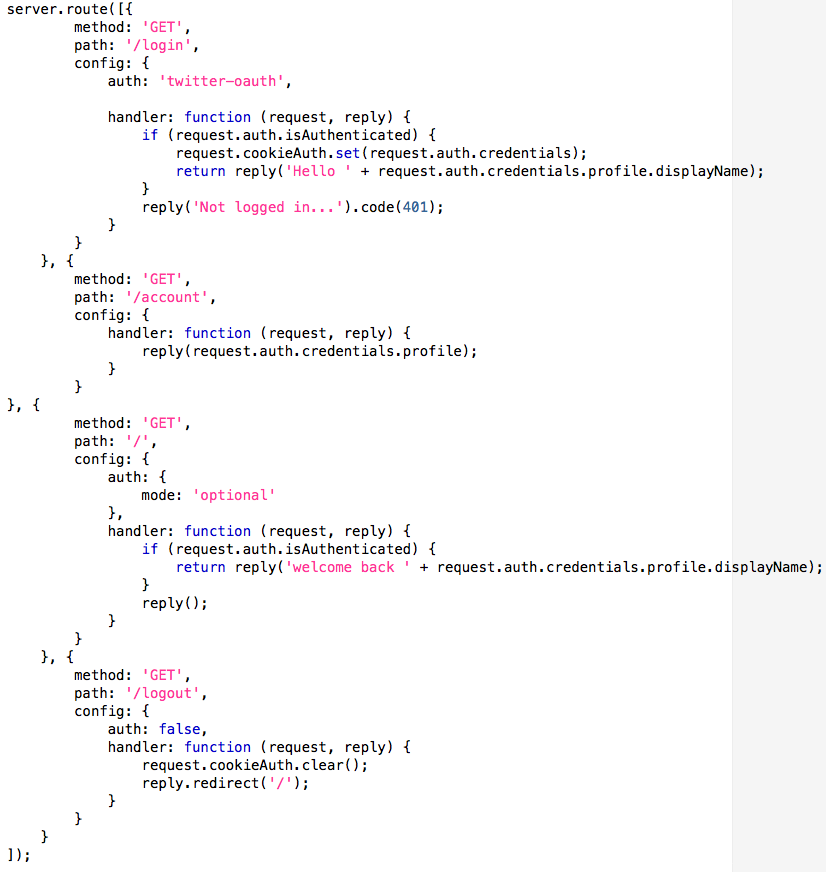 server.route([{
        method: 'GET',
        path: '/login',
        config: {
            auth: 'twitter-oauth',

            handler: function (request, reply) {
                if (request.auth.isAuthenticated) {
                    request.cookieAuth.set(request.auth.credentials);
                    return reply('Hello ' + request.auth.credentials.profile.displayName);
                }
                reply('Not logged in...').code(401);
            }
        }
    }, {
        method: 'GET',
        path: '/account',
        config: {
            handler: function (request, reply) {
                reply(request.auth.credentials.profile);
            }
        }
}, {
        method: 'GET',
        path: '/',
        config: {
            auth: {
                mode: 'optional'
            },
            handler: function (request, reply) {
                if (request.auth.isAuthenticated) {
                    return reply('welcome back ' + request.auth.credentials.profile.displayName);
                }
                reply();
            }
        }
    }, {
        method: 'GET',
        path: '/logout',
        config: {
            auth: false,
            handler: function (request, reply) {
                request.cookieAuth.clear();
                reply.redirect('/');
            }
        }
    }
]);